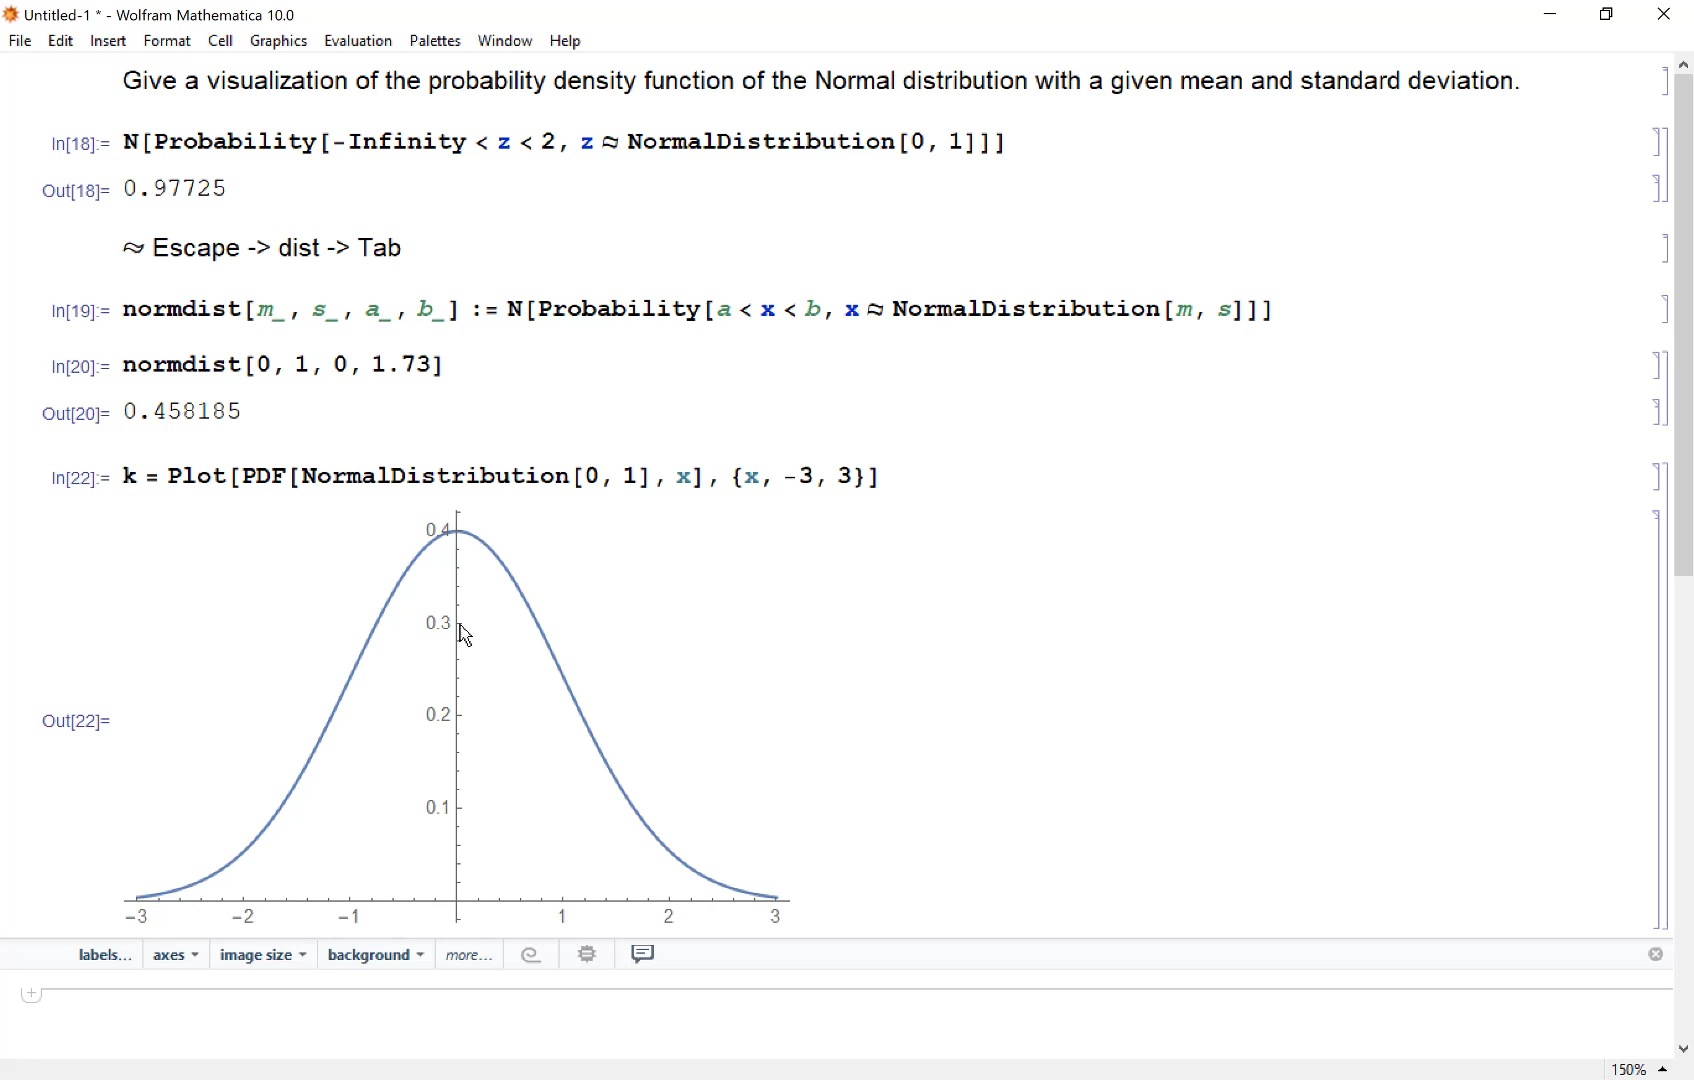 Untitled-1 * - Wolfram Mathematica 10.0
File Edit Insert Format Cell Graphics Evaluation Palettes Window Help
Give a visualization of the probability density function of the Normal distribution with a given mean and standard deviation.
In[18]:= N[Probability[-Infinity < z < 2, z ≈ NormalDistribution[0, 1]]]
Out[18]= 0.97725
≈ Escape -> dist -> Tab
In[19]:= normdist[m_, s_, a_, b_] := N[Probability[a < x < b, x ≈ NormalDistribution[m, s]]]
In[20]:= normdist[0, 1, 0, 1.73]
Out[20]= 0.458185
In[22]:= k = Plot[PDF[NormalDistribution[0, 1], x], {x, -3, 3}]
0.4
0.3
0.2
Out[22]=
0.1
-3 -2 -1 1 2 3
labels... axes image size background more...
150%